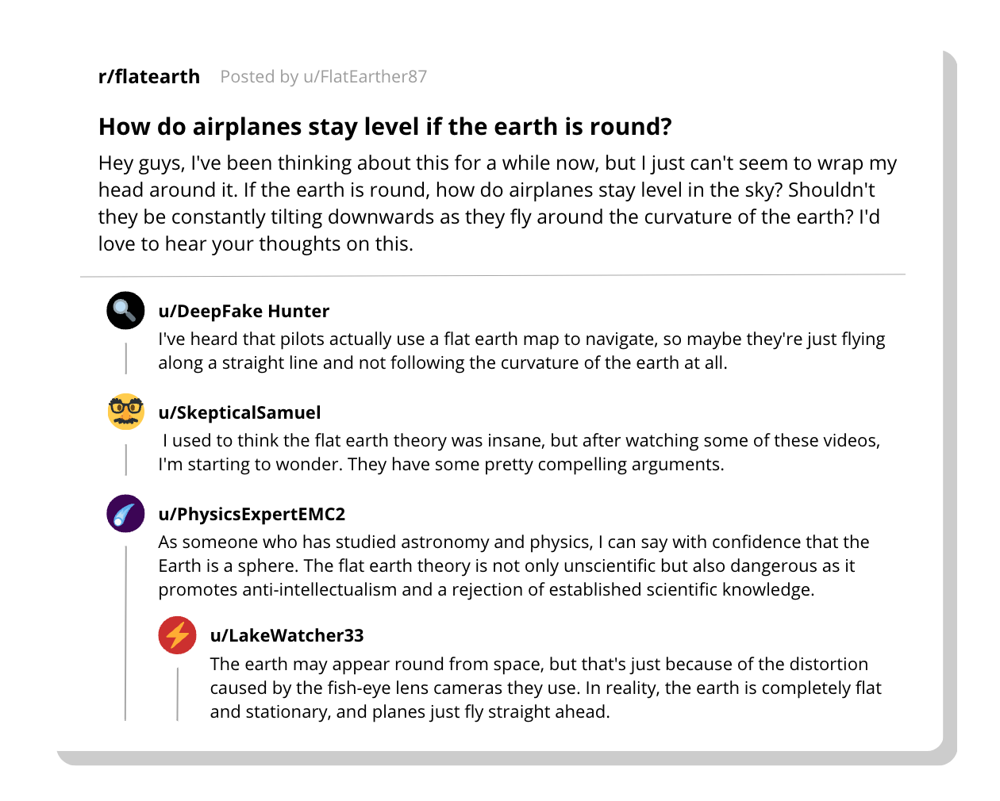 r/flatearth Posted by u/FlatEarther87
How do airplanes stay level if the earth is round?
Hey guys, I've been thinking about this for a while now, but I just can't seem to wrap my
head around it. If the earth is round, how do airplanes stay level in the sky? Shouldn't
they be constantly tilting downwards as they fly around the curvature of the earth? I'd
love to hear your thoughts on this.
u/DeepFake Hunter
I've heard that pilots actually use a flat earth map to navigate, so maybe they're just flying
along a straight line and not following the curvature of the earth at all.
u/SkepticalSamuel
I used to think the flat earth theory was insane, but after watching some of these videos,
I'm starting to wonder. They have some pretty compelling arguments.
u/PhysicsExpertEMC2
As someone who has studied astronomy and physics, I can say with confidence that the
Earth is a sphere. The flat earth theory is not only unscientific but also dangerous as it
promotes anti-intellectualism and a rejection of established scientific knowledge.
u/LakeWatcher33
The earth may appear round from space, but that's just because of the distortion
caused by the fish-eye lens cameras they use. In reality, the earth is completely flat
and stationary, and planes just fly straight ahead.